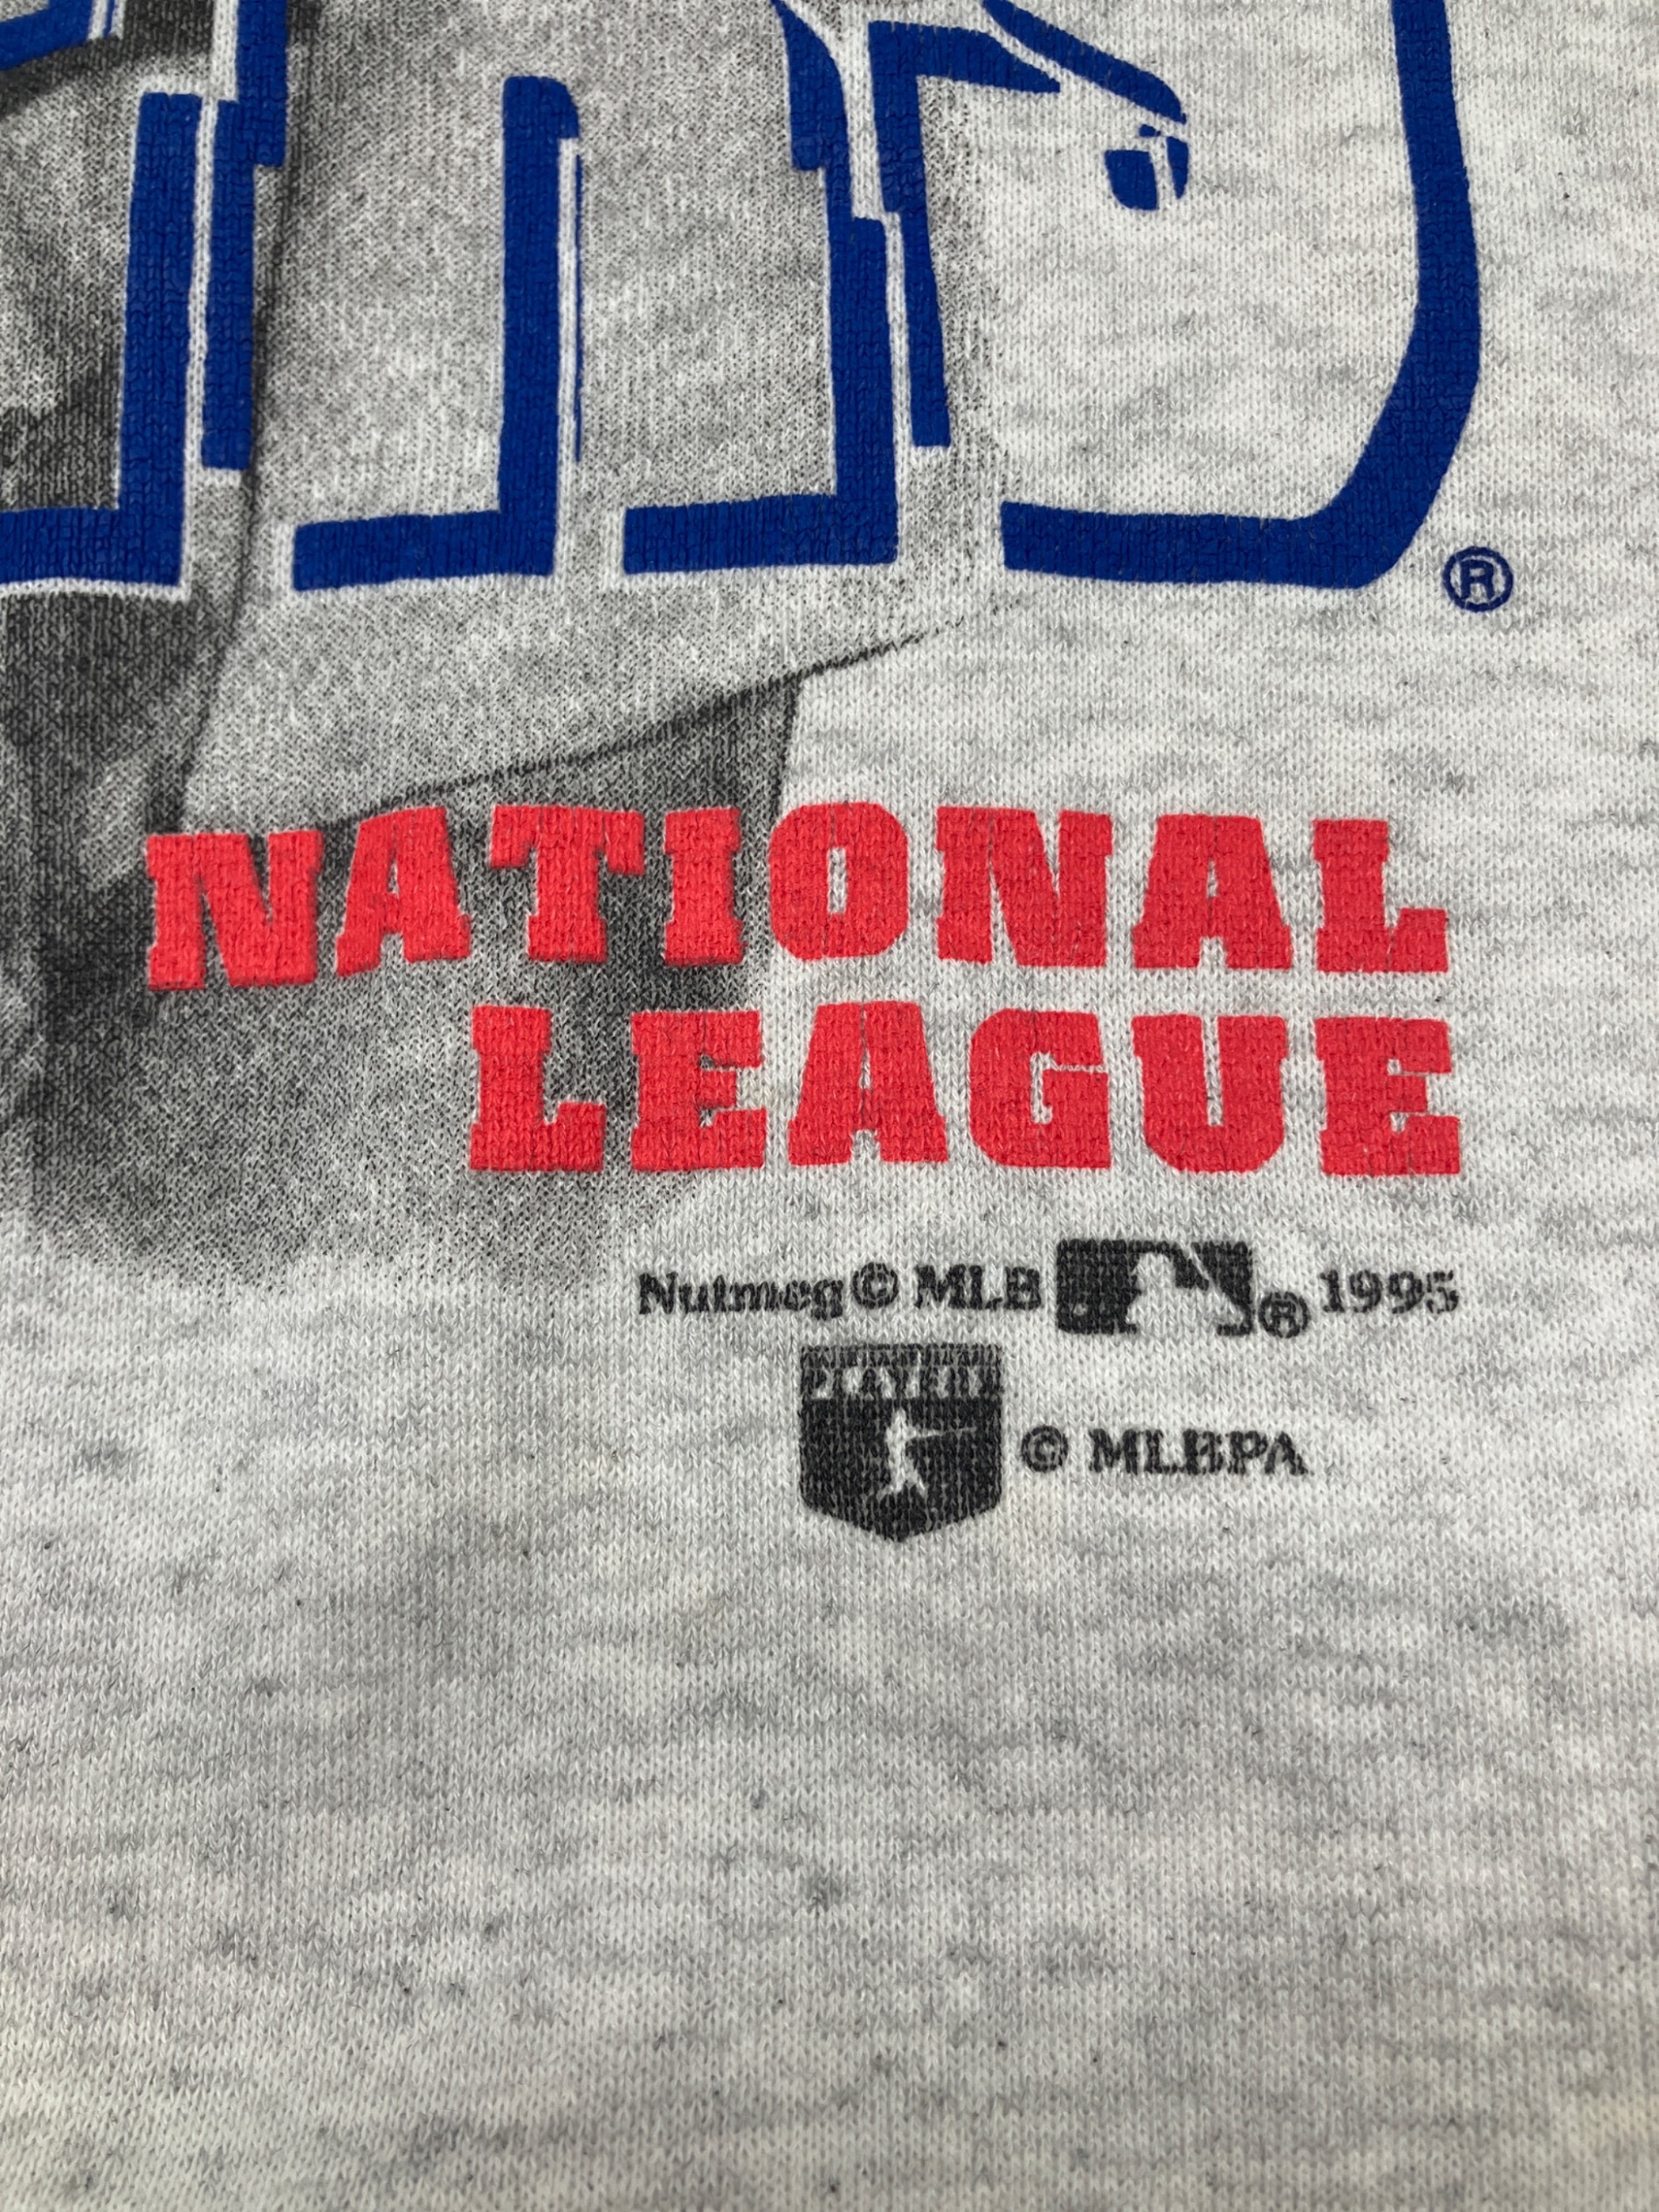 ®
NATIONAL
LEAGUE
Nutmeg © MLB ® 1995
PLAYERS
© MLBPA